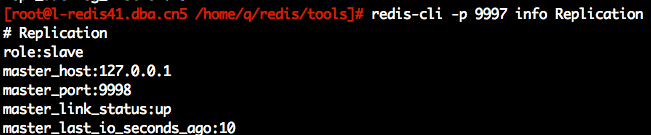 [root@l-redis41.dba.cn5 /home/q/redis/tools]# redis-cli -p 9997 info Replication
# Replication
role:slave
master_host:127.0.0.1
master_port:9998
master_link_status:up
master_last_io_seconds_ago:10